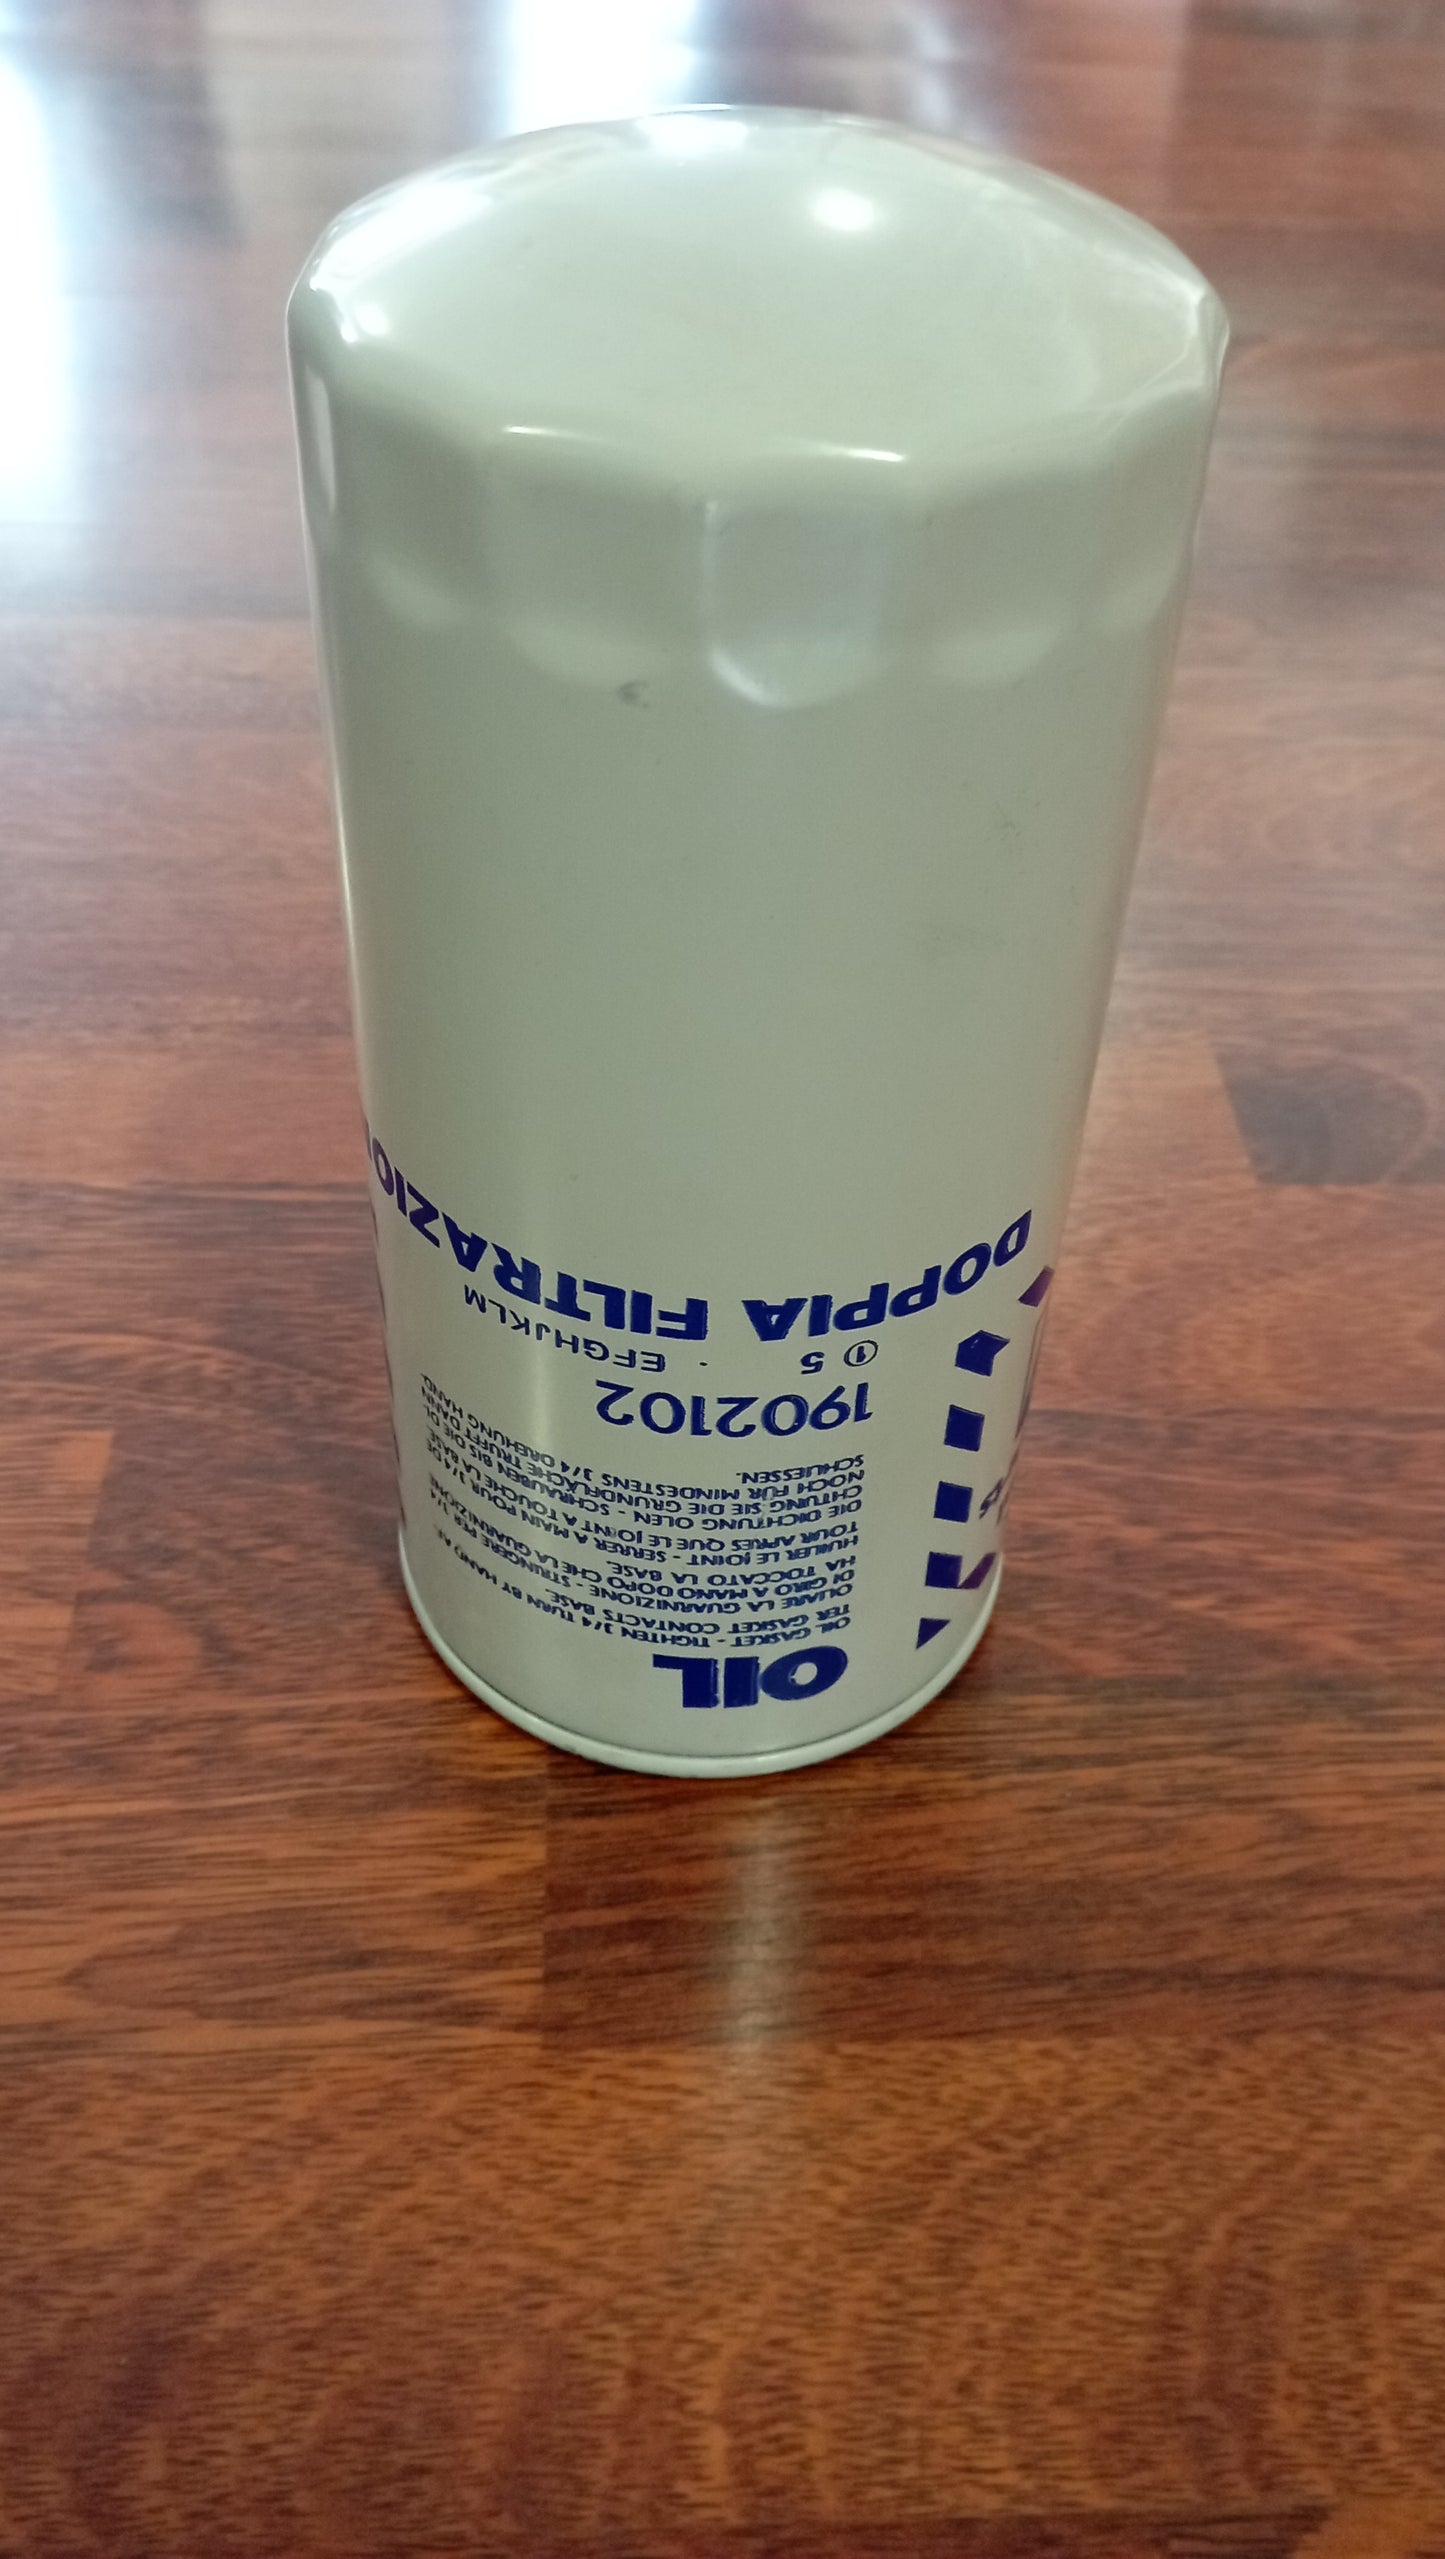 OIL
OIL GASKET - TIGHTEN 3/4 TURN BY HAND AF-
TER GASKET CONTACTS BASE.
OLIARE LA GUARNIZIONE - STRINGERE PER 3/4
DI GIRO A MANO DOPO CHE LA GUARNIZIONE
HA TOCCATO LA BASE.
HUILER LE JOINT - SERRER A MAIN POUR 3/4 DE
TOUR APRES QUE LE JOINT A TOUCHE LA BASE.
DIE DICHTUNG OLEN - SCHRAUBEN BIS DIE DI-
CHTUNG SIE DIE GRUNDFLÄCHE TRUFFT DANN
NOCH FÜR MINDESTENS 3/4 DREHUNG HAND.
SCHLIESSEN.
1902102
① 5 · EFGHJKLM
DOPPIA FILTRAZIO